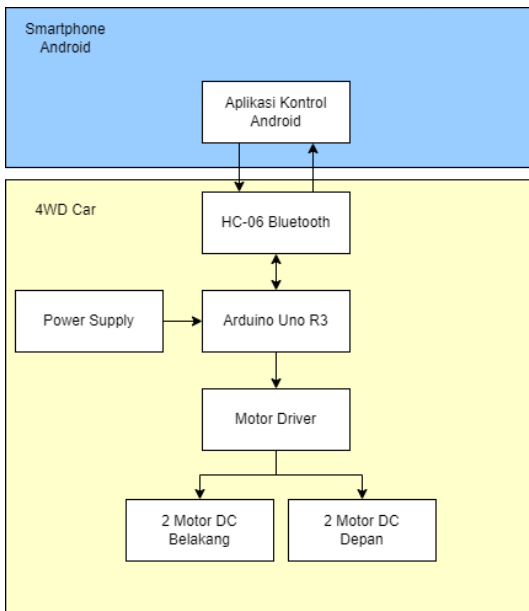 Smartphone
Android
Aplikasi Kontrol
Android
4WD Car
HC-06 Bluetooth
Power Supply
Arduino Uno R3
Motor Driver
2 Motor DC
Belakang
2 Motor DC
Depan